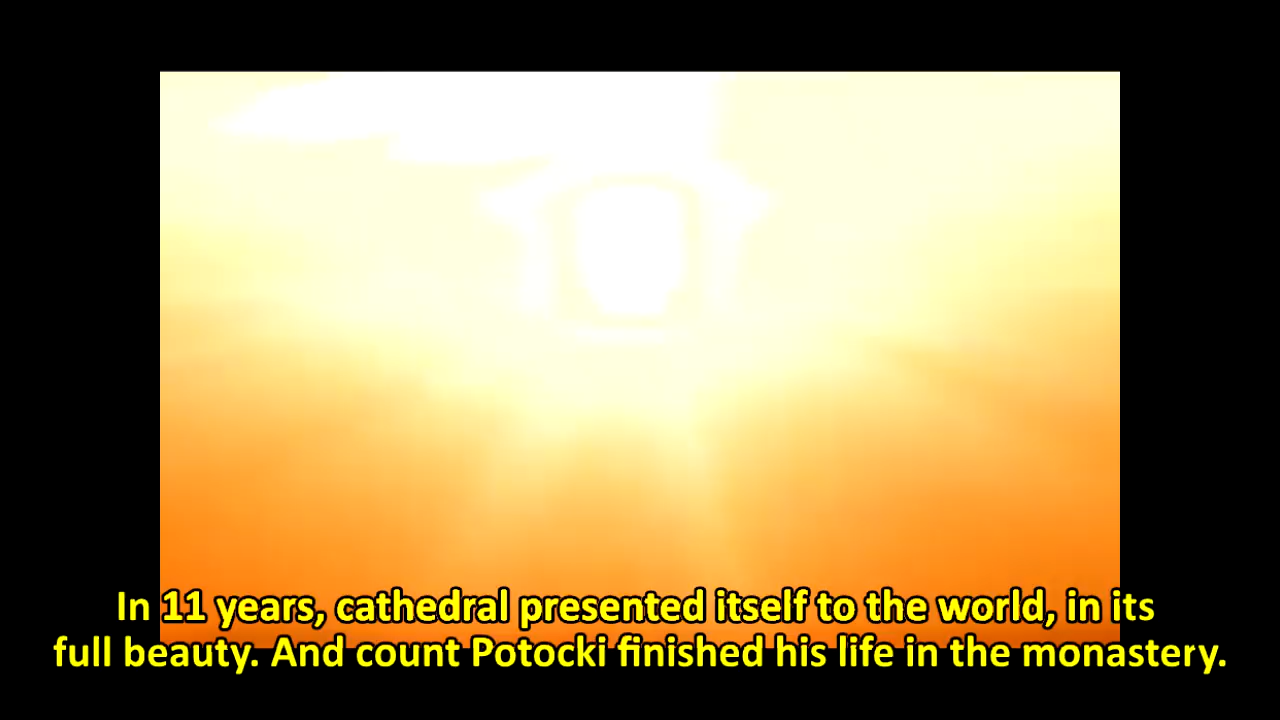 In 11 years, cathedral presented itself to the world, in its
full beauty. And count Potocki finished his life in the monastery.